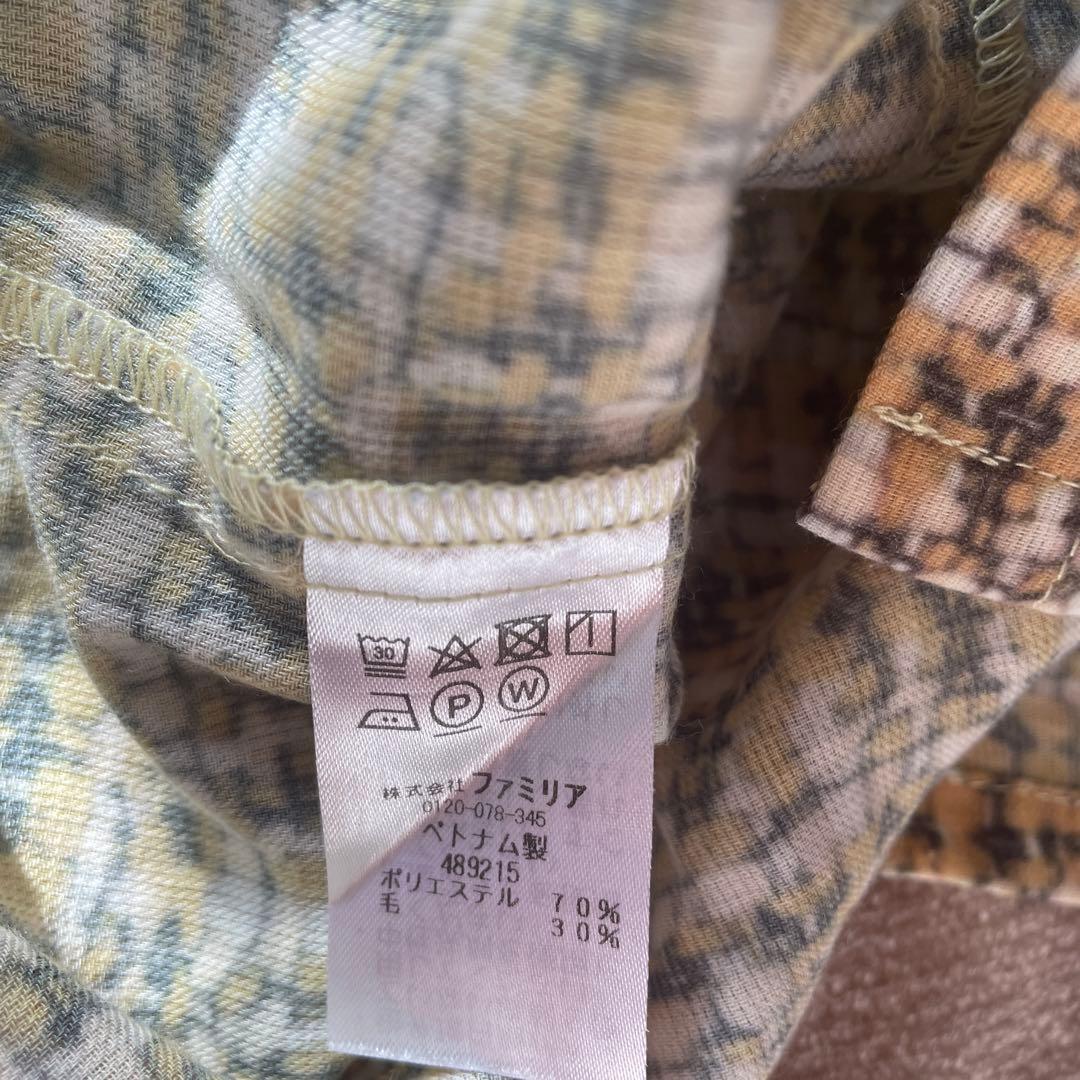 30
P W
株式会社 ファミリア
0120-078-345
ベトナム製
489215
ポリエステル 70%
毛 30%